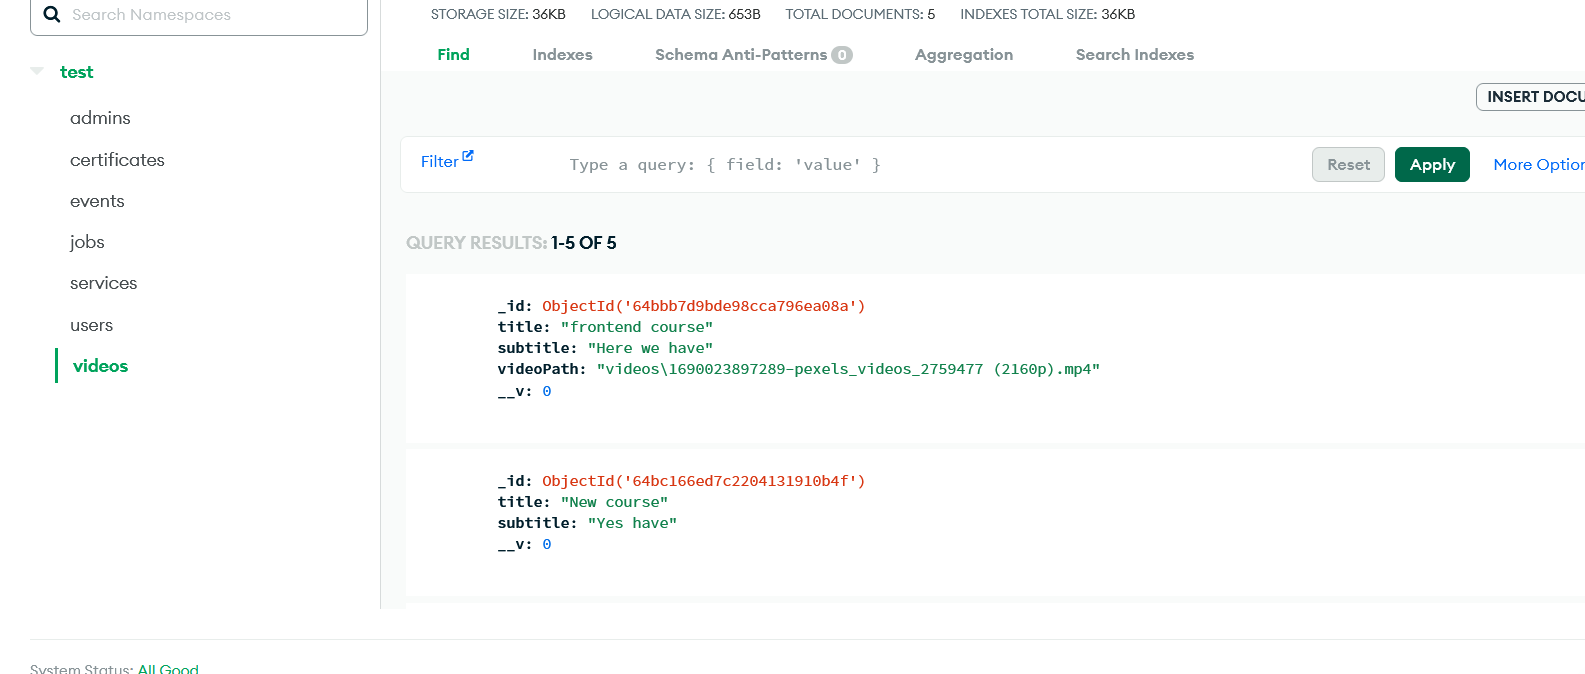 Search Namespaces
test
admins
certificates
events
jobs
services
users
videos
STORAGE SIZE: 36KB LOGICAL DATA SIZE: 653B TOTAL DOCUMENTS: 5 INDEXES TOTAL SIZE: 36KB
Find Indexes Schema Anti-Patterns 0 Aggregation Search Indexes
INSERT DOCU
Filter Type a query: { field: 'value' } Reset Apply More Option
QUERY RESULTS: 1-5 OF 5
_id: ObjectId('64bbb7d9bde98cca796ea08a')
title: "frontend course"
subtitle: "Here we have"
videoPath: "videos\1690023897289-pexels_videos_2759477 (2160p).mp4"
__v: 0
_id: ObjectId('64bc166ed7c2204131910b4f')
title: "New course"
subtitle: "Yes have"
__v: 0
System Status: All Good